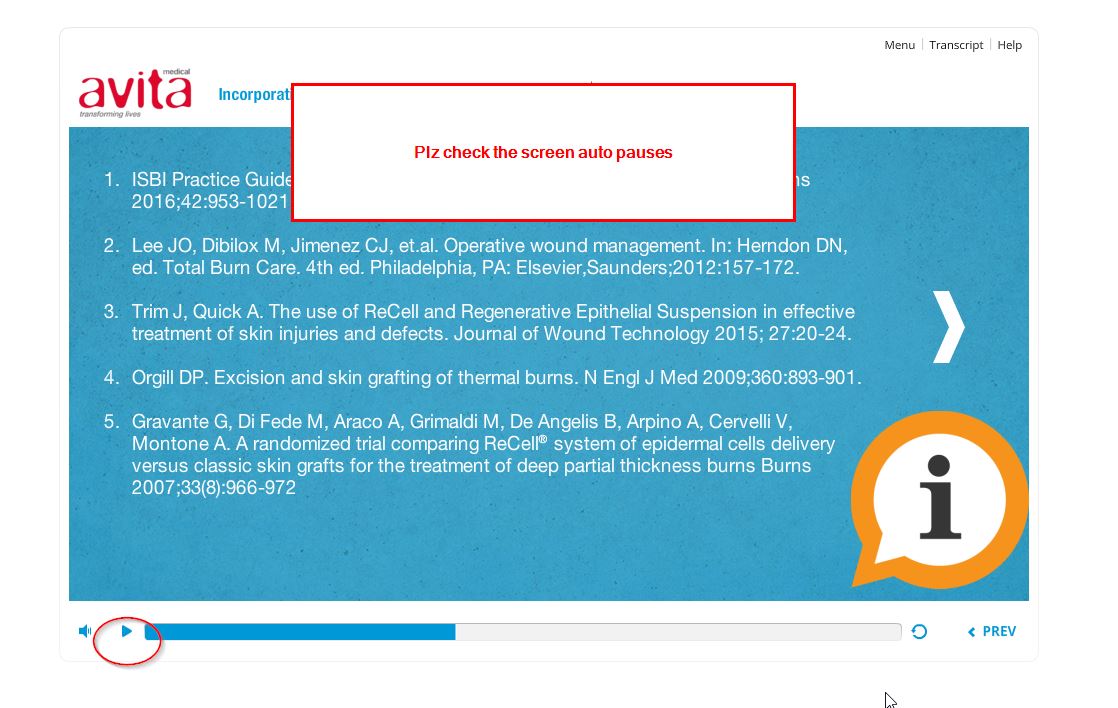 Menu
Transcript
Help
medical
avita
transforming lives
Incorporati
Plz check the screen auto pauses
1. ISBI Practice Guide
2016;42:953-1021
2. Lee JO, Dibilox M, Jimenez CJ, et.al. Operative wound management. In: Herndon DN,
ed. Total Burn Care. 4th ed. Philadelphia, PA: Elsevier,Saunders;2012:157-172.
3. Trim J, Quick A. The use of ReCell and Regenerative Epithelial Suspension in effective
treatment of skin injuries and defects. Journal of Wound Technology 2015; 27:20-24.
4. Orgill DP. Excision and skin grafting of thermal burns. N Engl J Med 2009;360:893-901.
5. Gravante G, Di Fede M, Araco A, Grimaldi M, De Angelis B, Arpino A, Cervelli V,
Montone A. A randomized trial comparing ReCell® system of epidermal cells delivery
versus classic skin grafts for the treatment of deep partial thickness burns Burns
2007;33(8):966-972
i
PREV